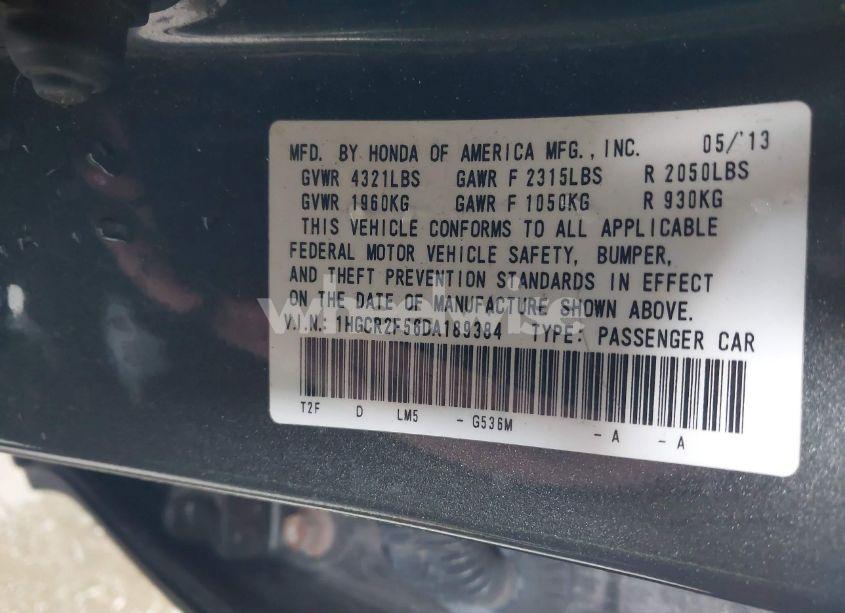 MFD. BY HONDA OF AMERICA MFG., INC. 05/'13
GVWR 4321LBS GAWR F 2315LBS R 2050LBS
GVWR 1960KG GAWR F 1050KG R 930KG
THIS VEHICLE CONFORMS TO ALL APPLICABLE
FEDERAL MOTOR VEHICLE SAFETY, BUMPER,
AND THEFT PREVENTION STANDARDS IN EFFECT
ON THE DATE OF MANUFACTURE SHOWN ABOVE.
V.I.N.: 1HGCR2F56DA189384 TYPE: PASSENGER CAR
T2F D LM5 - G536M - A - A